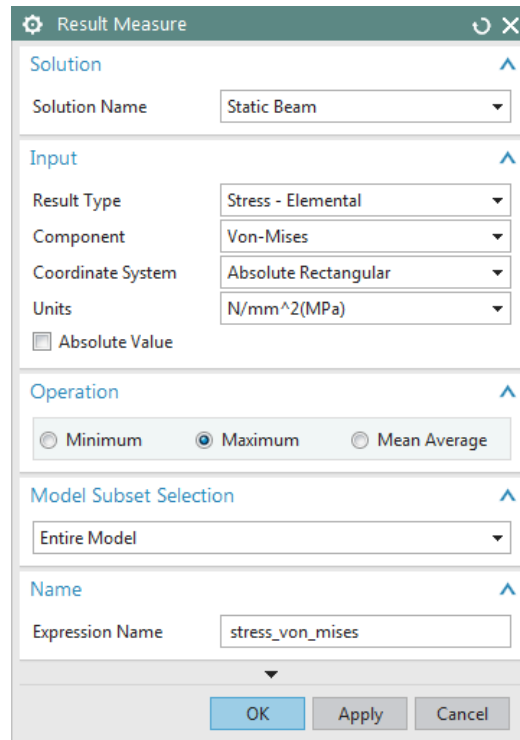 Result Measure
Solution
Solution Name Static Beam
Input
Result Type Stress - Elemental
Component Von-Mises
Coordinate System Absolute Rectangular
Units N/mm^2(MPa)
Absolute Value
Operation
Minimum Maximum Mean Average
Model Subset Selection
Entire Model
Name
Expression Name stress_von_mises
OK Apply Cancel